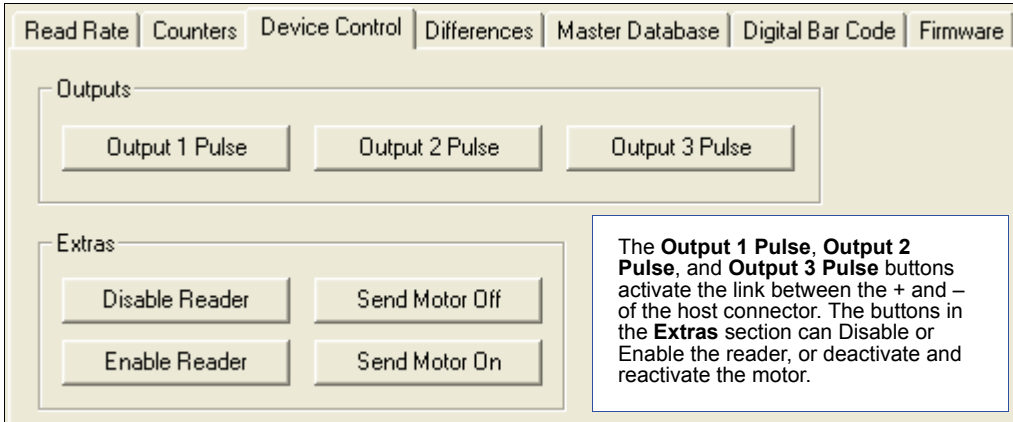 Read Rate Counters Device Control Differences Master Database Digital Bar Code Firmware
Outputs
Output 1 Pulse Output 2 Pulse Output 3 Pulse
Extras
Disable Reader Send Motor Off
Enable Reader Send Motor On
The Output 1 Pulse, Output 2
Pulse, and Output 3 Pulse buttons
activate the link between the + and –
of the host connector. The buttons in
the Extras section can Disable or
Enable the reader, or deactivate and
reactivate the motor.